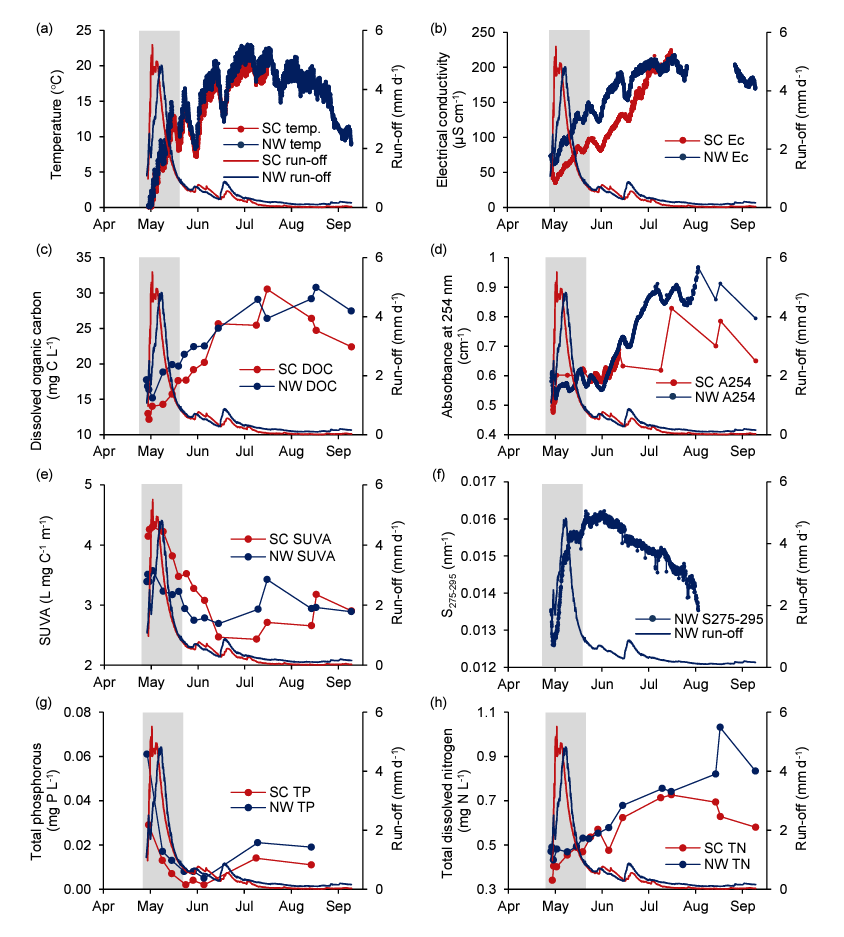 (a)
Temperature (°C)
25
20
15
10
5
0
6
4
2
0
Run-off (mm d⁻¹)
SC temp.
NW temp
SC run-off
NW run-off
Apr May Jun Jul Aug Sep
(b)
Electrical conductivity
(µS cm⁻¹)
250
200
150
100
50
0
6
4
2
0
Run-off (mm d⁻¹)
SC Ec
NW Ec
Apr May Jun Jul Aug Sep
(c)
Dissolved organic carbon
(mg C L⁻¹)
35
30
25
20
15
10
6
4
2
0
Run-off (mm d⁻¹)
SC DOC
NW DOC
Apr May Jun Jul Aug Sep
(d)
Absorbance at 254 nm
(cm⁻¹)
1
0.9
0.8
0.7
0.6
0.5
0.4
6
4
2
0
Run-off (mm d⁻¹)
SC A254
NW A254
Apr May Jun Jul Aug Sep
(e)
SUVA (L mg C⁻¹ m⁻¹)
5
4
3
2
6
4
2
0
Run-off (mm d⁻¹)
SC SUVA
NW SUVA
Apr May Jun Jul Aug Sep
(f)
S275-295 (nm⁻¹)
0.017
0.016
0.015
0.014
0.013
0.012
6
4
2
0
Run-off (mm d⁻¹)
NW S275-295
NW run-off
Apr May Jun Jul Aug Sep
(g)
Total phosphorous
(mg P L⁻¹)
0.08
0.06
0.04
0.02
0.00
6
4
2
0
Run-off (mm d⁻¹)
SC TP
NW TP
Apr May Jun Jul Aug Sep
(h)
Total dissolved nitrogen
(mg N L⁻¹)
1.1
0.9
0.7
0.5
0.3
6
4
2
0
Run-off (mm d⁻¹)
SC TN
NW TN
Apr May Jun Jul Aug Sep